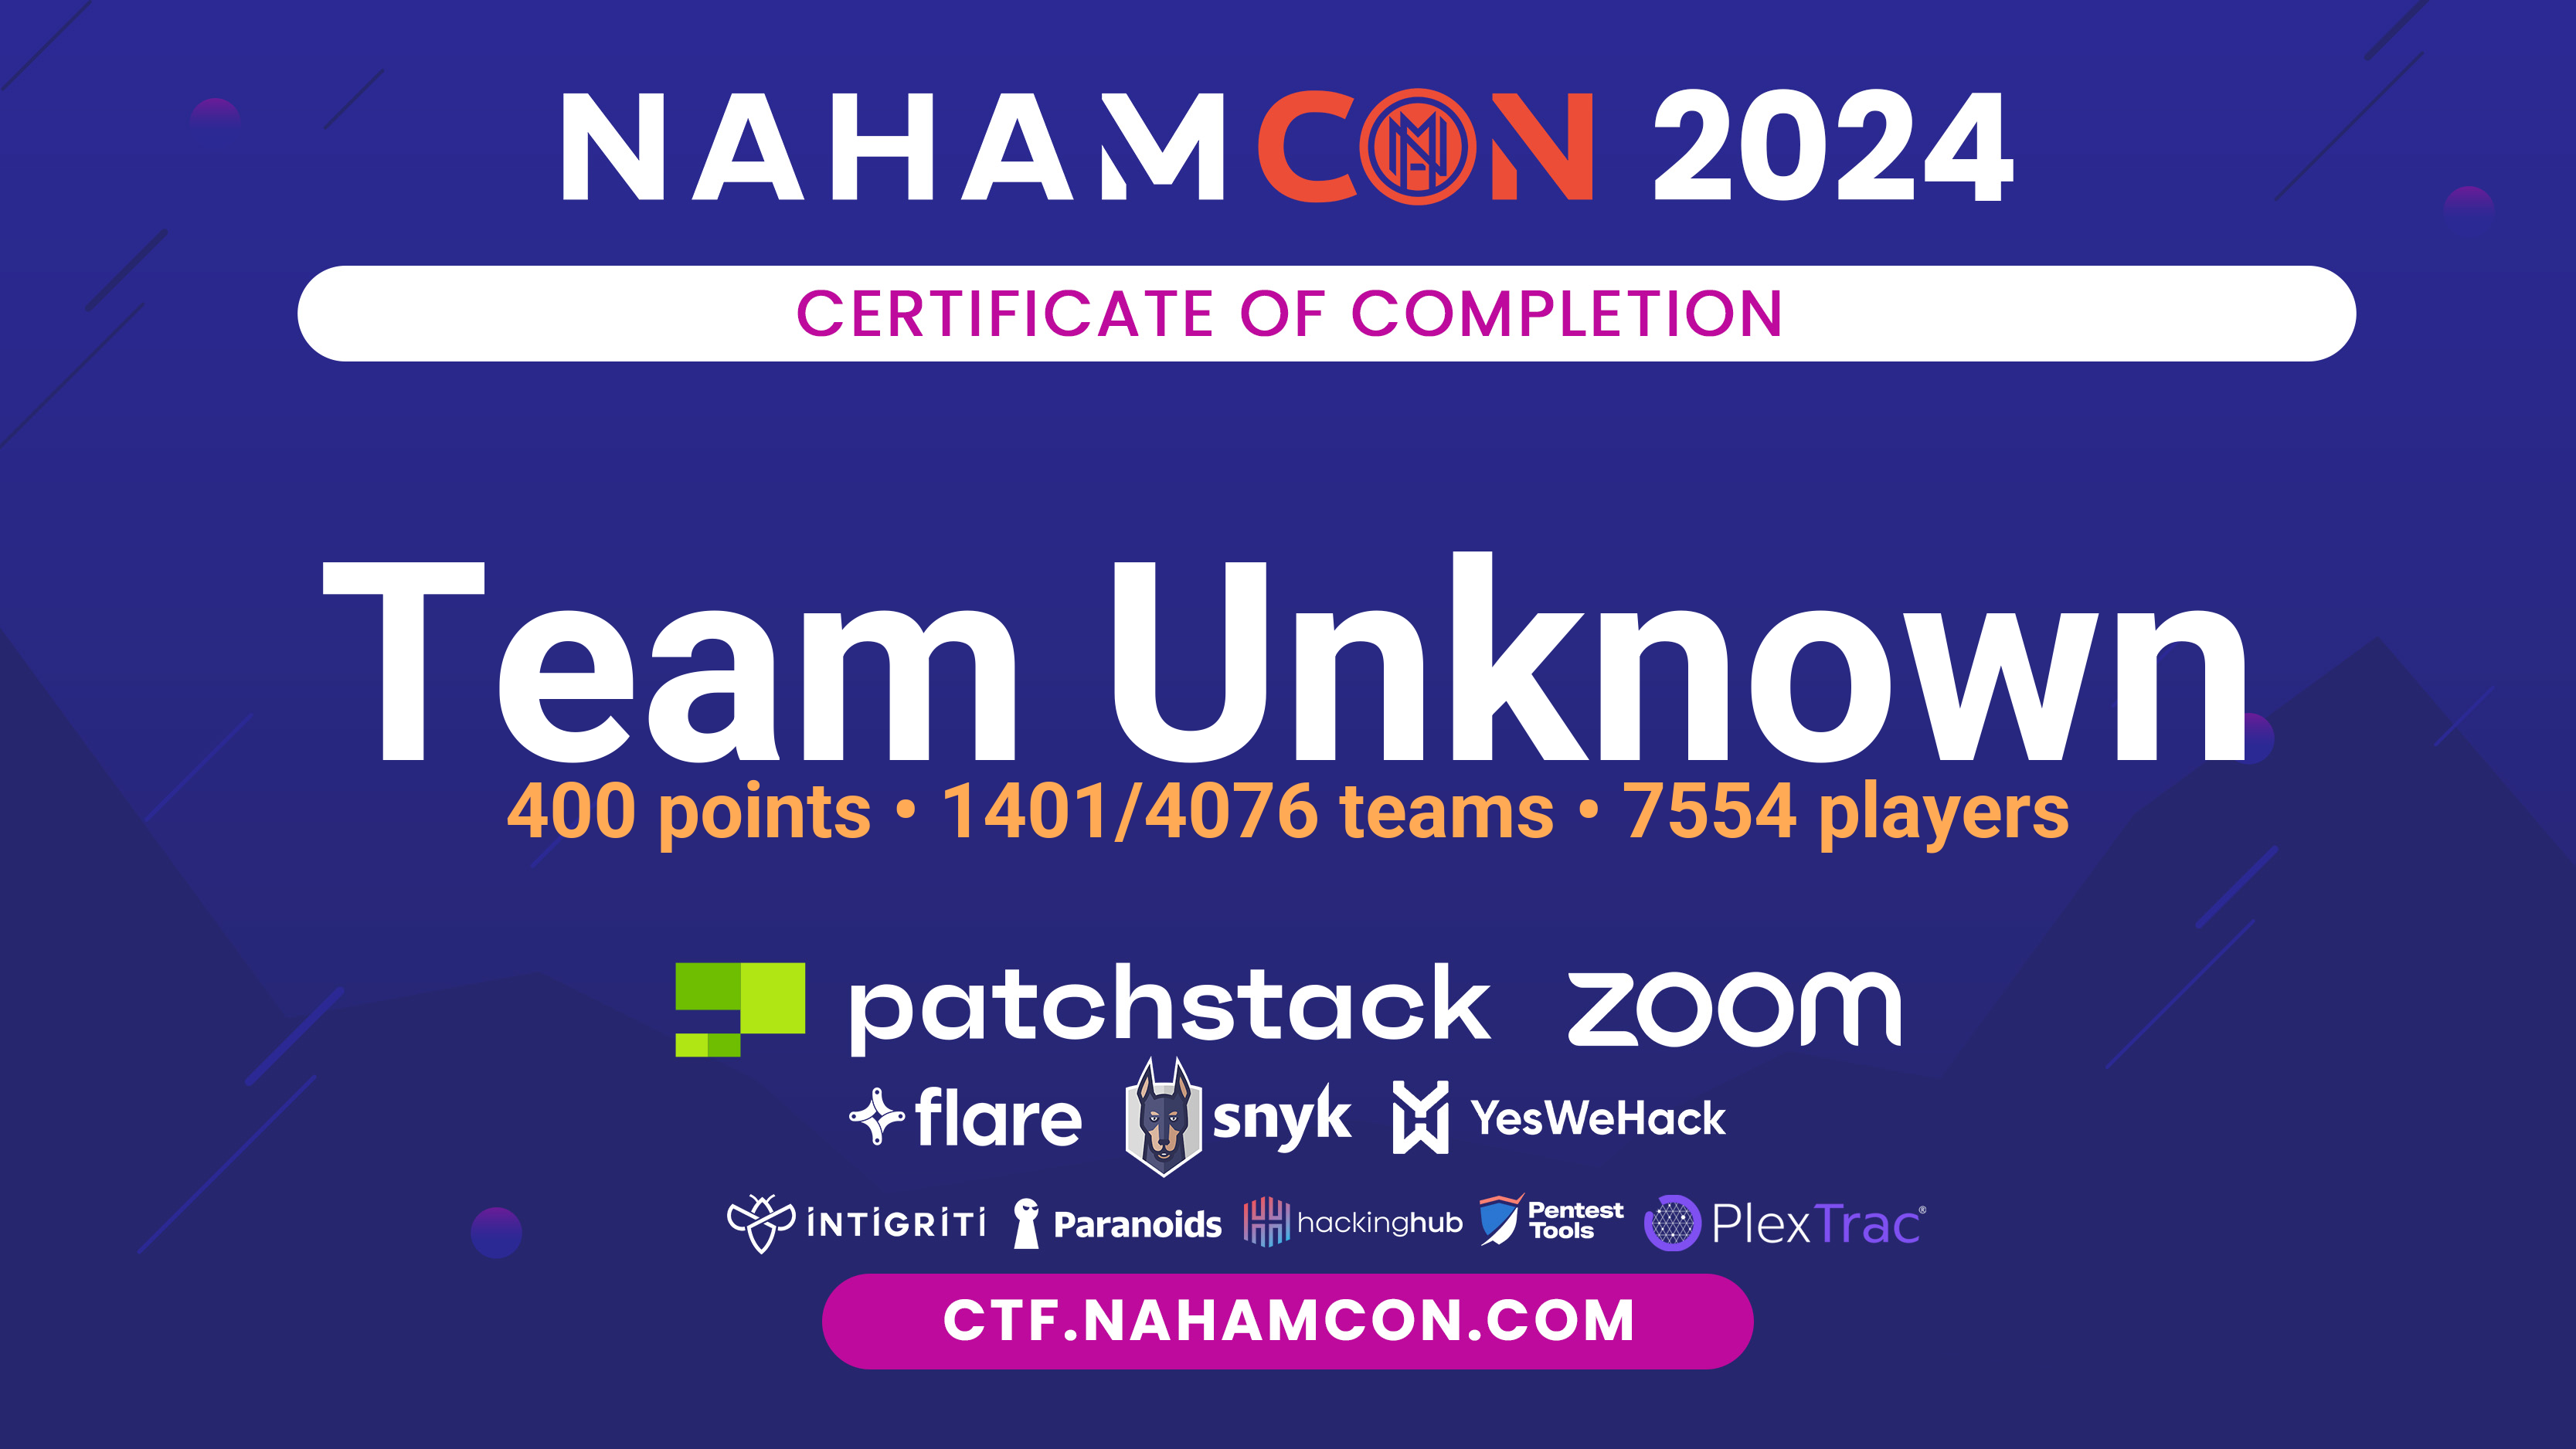 NAHAMCON 2024
CERTIFICATE OF COMPLETION
Team Unknown
400 points • 1401/4076 teams • 7554 players
patchstack zoom
flare snyk YesWeHack
INTIGRITI Paranoids hackinghub Pentest Tools PlexTrac®
CTF.NAHAMCON.COM